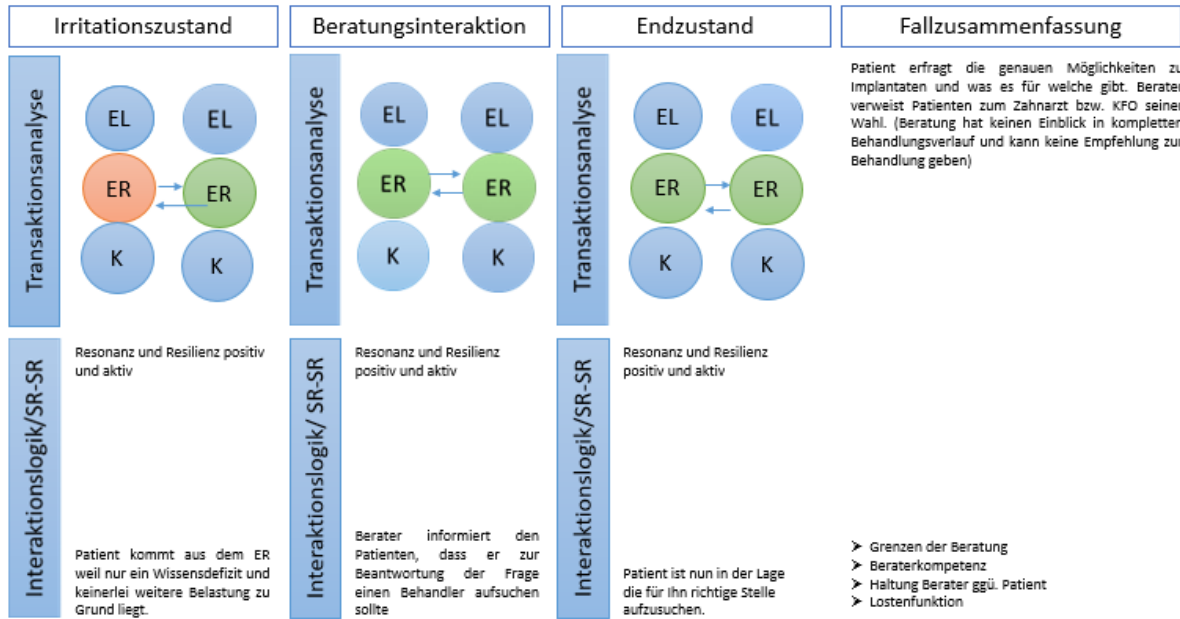 Irritationszustand
Beratungsinteraktion
Endzustand
Fallzusammenfassung
Transaktionsanalyse
EL
EL
ER
ER
K
K
Transaktionsanalyse
EL
EL
ER
ER
K
K
Transaktionsanalyse
EL
EL
ER
ER
K
K
Patient erfragt die genauen Möglichkeiten zu
Implantaten und was es für welche gibt. Berater
verweist Patienten zum Zahnarzt bzw. KFO seiner
Wahl. (Beratung hat keinen Einblick in kompletten
Behandlungsverlauf und kann keine Empfehlung zur
Behandlung geben)
Interaktionslogik/SR-SR
Resonanz und Resilienz positiv
und aktiv
Patient kommt aus dem ER
weil nur ein Wissensdefizit und
keinerlei weitere Belastung zu
Grund liegt.
Interaktionslogik/ SR-SR
Resonanz und Resilienz
positiv und aktiv
Berater informiert den
Patienten, dass er zur
Beantwortung der Frage
einen Behandler aufsuchen
sollte
Interaktionslogik/SR-SR
Resonanz und Resilienz
positiv und aktiv
Patient ist nun in der Lage
die für Ihn richtige Stelle
aufzusuchen.
➢ Grenzen der Beratung
➢ Beraterkompetenz
➢ Haltung Berater ggü. Patient
➢ Lostenfunktion